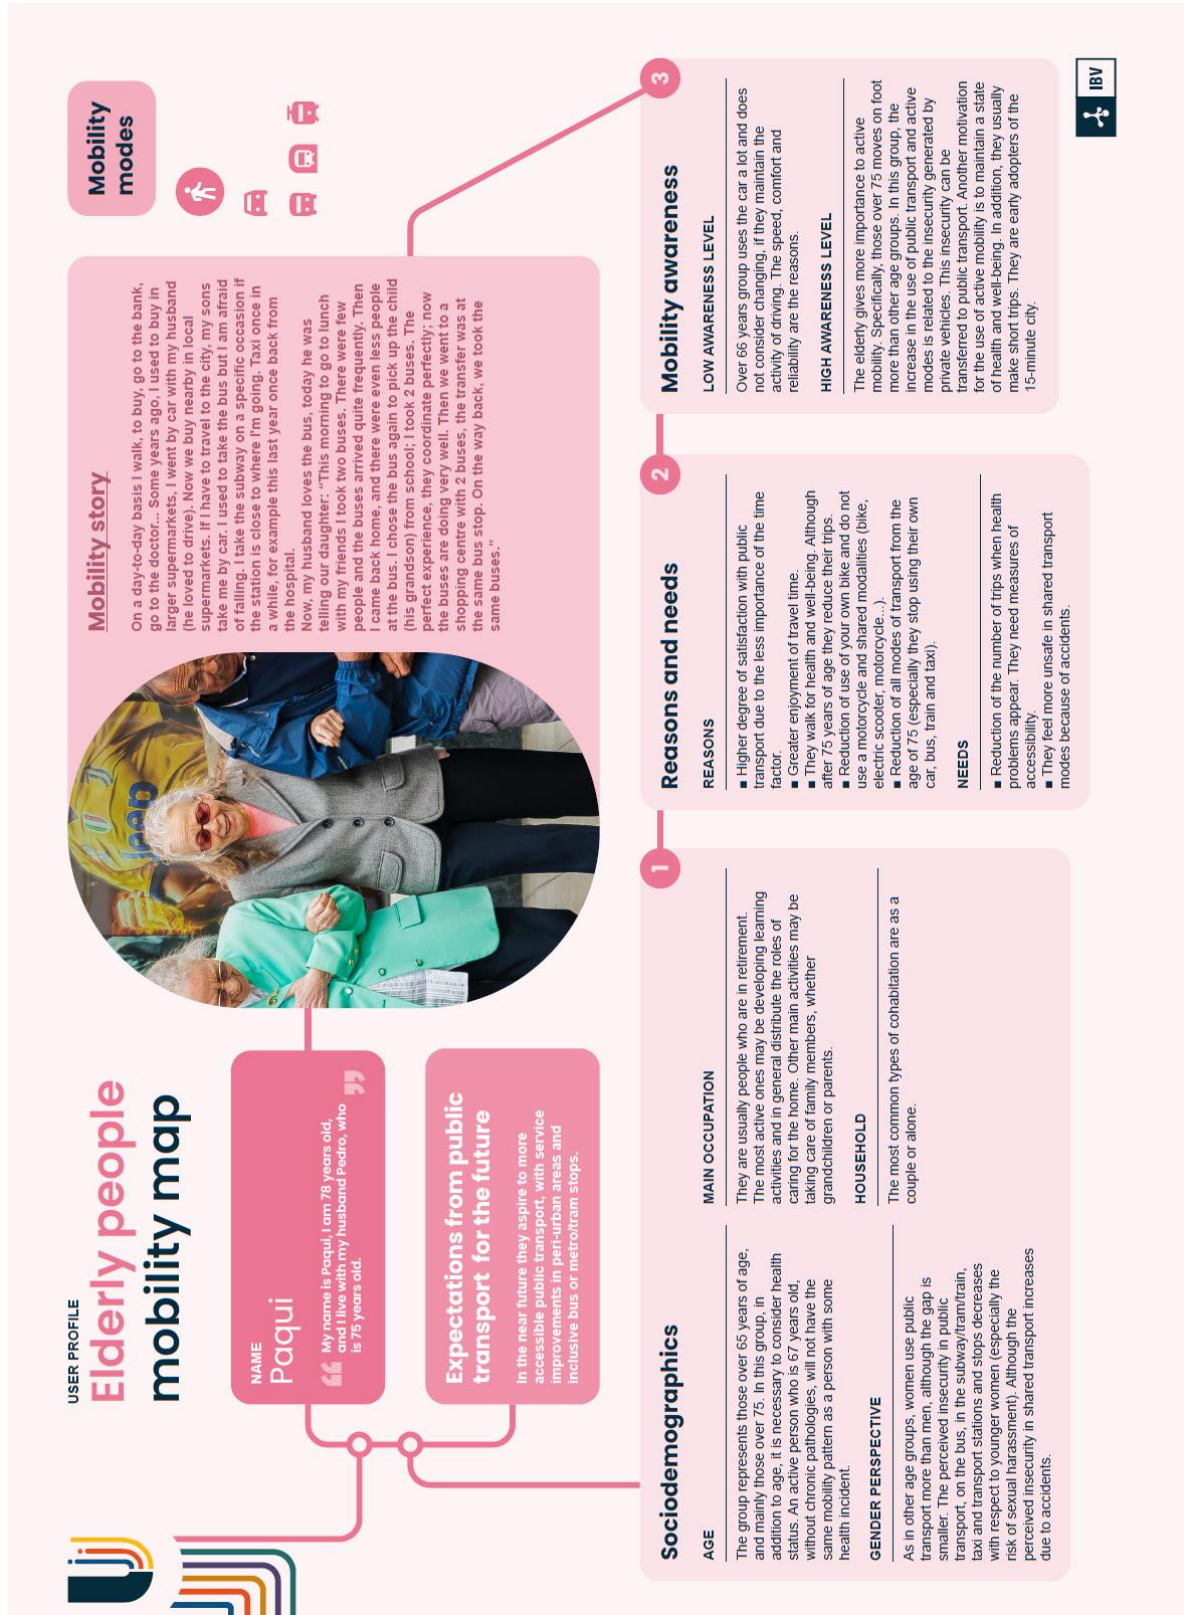 USER PROFILE
Elderly people
mobility map
NAME
Paqui
“ My name is Paqui, I am 78 years old,
and I live with my husband Pedro, who
is 75 years old. ”
Expectations from public
transport for the future
In the near future they aspire to more
accessible public transport, with service
improvements in peri-urban areas and
inclusive bus or metro/tram stops.
Jeep
Mobility story
On a day-to-day basis I walk, to buy, go to the bank,
go to the doctor... Some years ago, I used to buy in
larger supermarkets, I went by car with my husband
(he loved to drive). Now we buy nearby in local
supermarkets. If I have to travel to the city, my sons
take me by car. I used to take the bus but I am afraid
of falling. I take the subway on a specific occasion if
the station is close to where I'm going. Taxi once in
a while, for example this last year once back from
the hospital.
Now, my husband loves the bus, today he was
telling our daughter: “This morning to go to lunch
with my friends I took two buses. There were few
people and the buses arrived quite frequently. Then
I came back home, and there were even less people
at the bus. I chose the bus again to pick up the child
(his grandson) from school; I took 2 buses. The
perfect experience, they coordinate perfectly; now
the buses are doing very well. Then we went to a
shopping centre with 2 buses, the transfer was at
the same bus stop. On the way back, we took the
same buses.”
Mobility
modes
Sociodemographics
AGE
The group represents those over 65 years of age,
and mainly those over 75. In this group, in
addition to age, it is necessary to consider health
status. An active person who is 67 years old,
without chronic pathologies, will not have the
same mobility pattern as a person with some
health incident.
GENDER PERSPECTIVE
As in other age groups, women use public
transport more than men, although the gap is
smaller. The perceived insecurity in public
transport, on the bus, in the subway/tram/train,
taxi and transport stations and stops decreases
with respect to younger women (especially the
risk of sexual harassment). Although the
perceived insecurity in shared transport increases
due to accidents.
1
MAIN OCCUPATION
They are usually people who are in retirement.
The most active ones may be developing learning
activities and in general distribute the roles of
caring for the home. Other main activities may be
taking care of family members, whether
grandchildren or parents.
HOUSEHOLD
The most common types of cohabitation are as a
couple or alone.
2
Reasons and needs
REASONS
▪ Higher degree of satisfaction with public
transport due to the less importance of the time
factor.
▪ Greater enjoyment of travel time.
▪ They walk for health and well-being. Although
after 75 years of age they reduce their trips.
▪ Reduction of use of your own bike and do not
use a motorcycle and shared modalities (bike,
electric scooter, motorcycle...).
▪ Reduction of all modes of transport from the
age of 75 (especially they stop using their own
car, bus, train and taxi).
NEEDS
▪ Reduction of the number of trips when health
problems appear. They need measures of
accessibility.
▪ They feel more unsafe in shared transport
modes because of accidents.
3
Mobility awareness
LOW AWARENESS LEVEL
Over 66 years group uses the car a lot and does
not consider changing, if they maintain the
activity of driving. The speed, comfort and
reliability are the reasons.
HIGH AWARENESS LEVEL
The elderly gives more importance to active
mobility. Specifically, those over 75 moves on foot
more than other age groups. In this group, the
increase in the use of public transport and active
modes is related to the insecurity generated by
private vehicles. This insecurity can be
transferred to public transport. Another motivation
for the use of active mobility is to maintain a state
of health and well-being. In addition, they usually
make short trips. They are early adopters of the
15-minute city.
IBV